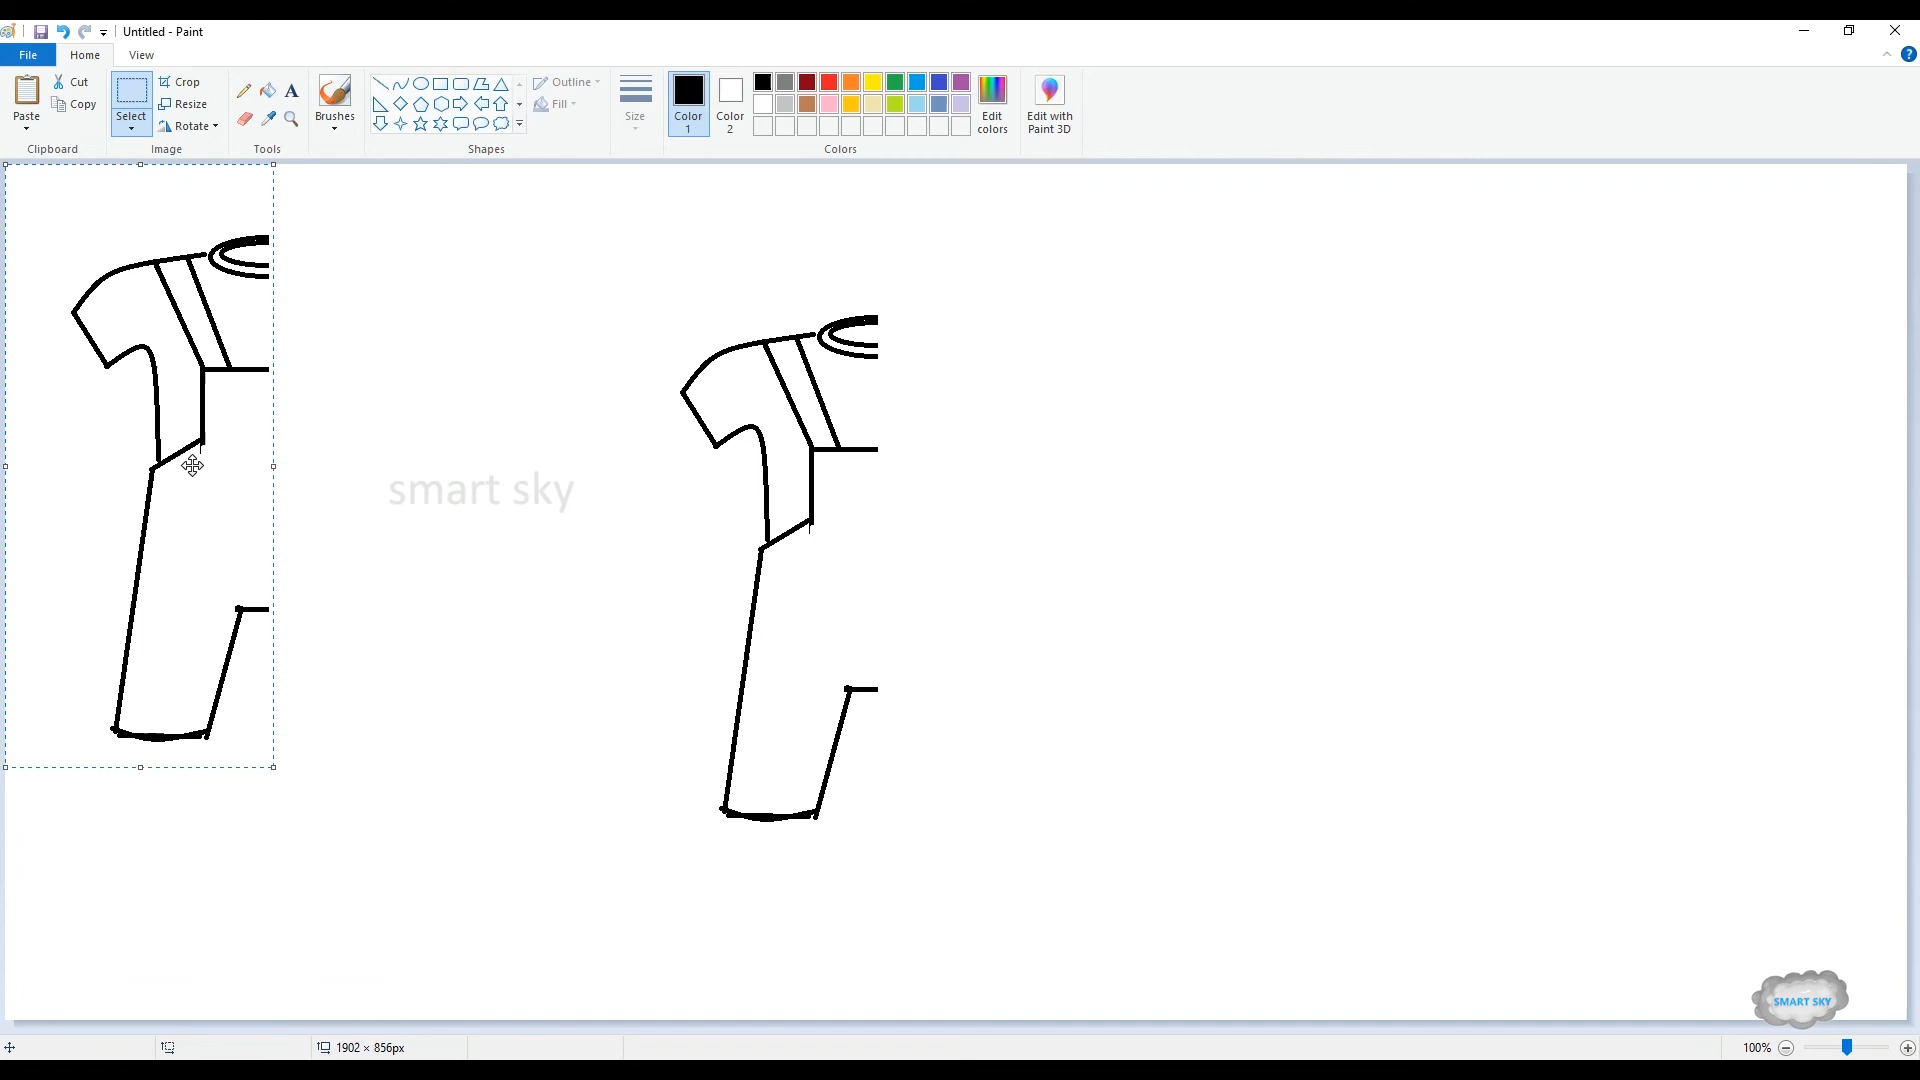 Untitled - Paint
File Home View
Paste Cut Copy
Clipboard
Select Crop Resize Rotate
Image
Tools
A
Brushes
Shapes
Outline
Fill
Size
Color 1
Color 2
Edit colors
Colors
Edit with Paint 3D
?
smart sky
SMART SKY
1902 × 856px
100%